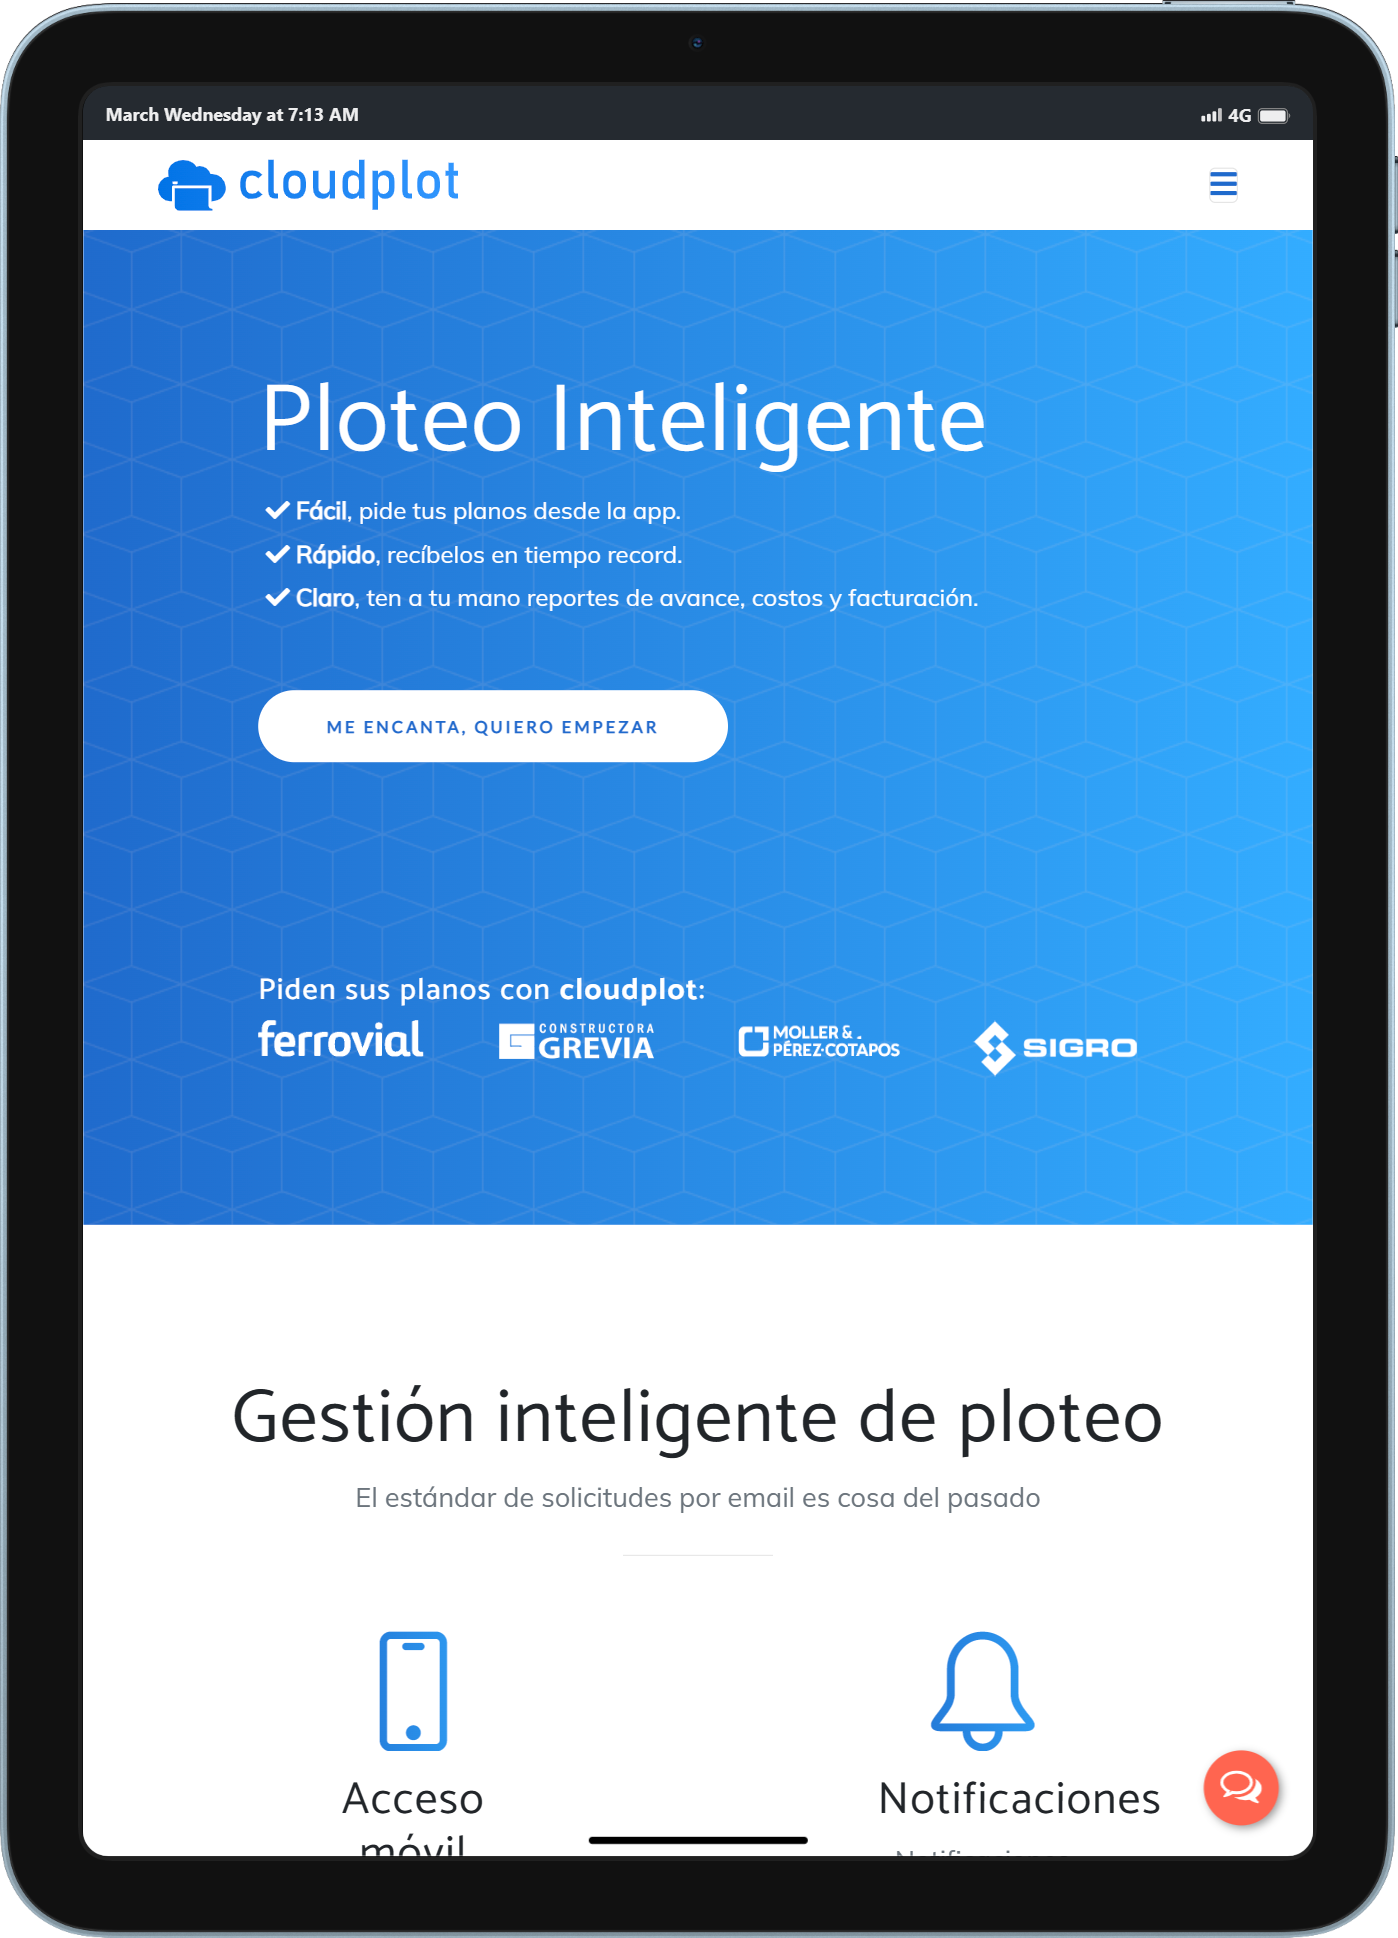 March Wednesday at 7:13 AM
4G
cloudplot
Ploteo Inteligente
Fácil, pide tus planos desde la app.
Rápido, recíbelos en tiempo record.
Claro, ten a tu mano reportes de avance, costos y facturación.
ME ENCANTA, QUIERO EMPEZAR
Piden sus planos con cloudplot:
ferrovial
CONSTRUCTORA
GREVIA
MOLLER &
PÉREZ-COTAPOS
SIGRO
Gestión inteligente de ploteo
El estándar de solicitudes por email es cosa del pasado
Acceso
móvil
Notificaciones